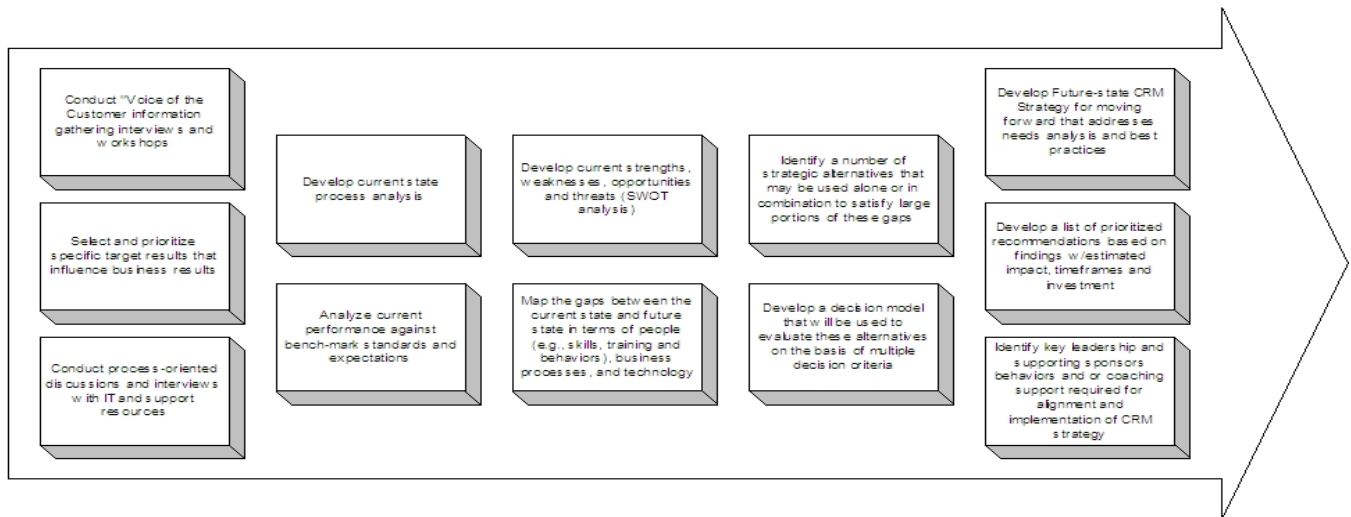 Conduct "Voice of the
Customer information
gathering interviews and
workshops
Select and prioritize
specific target results that
influence business results
Conduct process-oriented
discussions and interviews
with IT and support
resources
Develop current state
process analysis
Analyze current
performance against
bench-mark standards and
expectations
Develop current strengths,
weaknesses, opportunities
and threats (SWOT
analysis)
Map the gaps between the
current state and future
state in terms of people
(e.g., skills, training and
behaviors), business
processes, and technology
Identify a number of
strategic alternatives that
may be used alone or in
combination to satisfy large
portions of these gaps
Develop a decision model
that will be used to
evaluate these alternatives
on the basis of multiple
decision criteria
Develop Future-state CRM
Strategy for moving
forward that addresses
needs analysis and best
practices
Develop a list of prioritized
recommendations based on
findings w/estimated
impact, timeframes and
investment
Identify key leadership and
supporting sponsors
behaviors and or coaching
support required for
alignment and
implementation of CRM
strategy